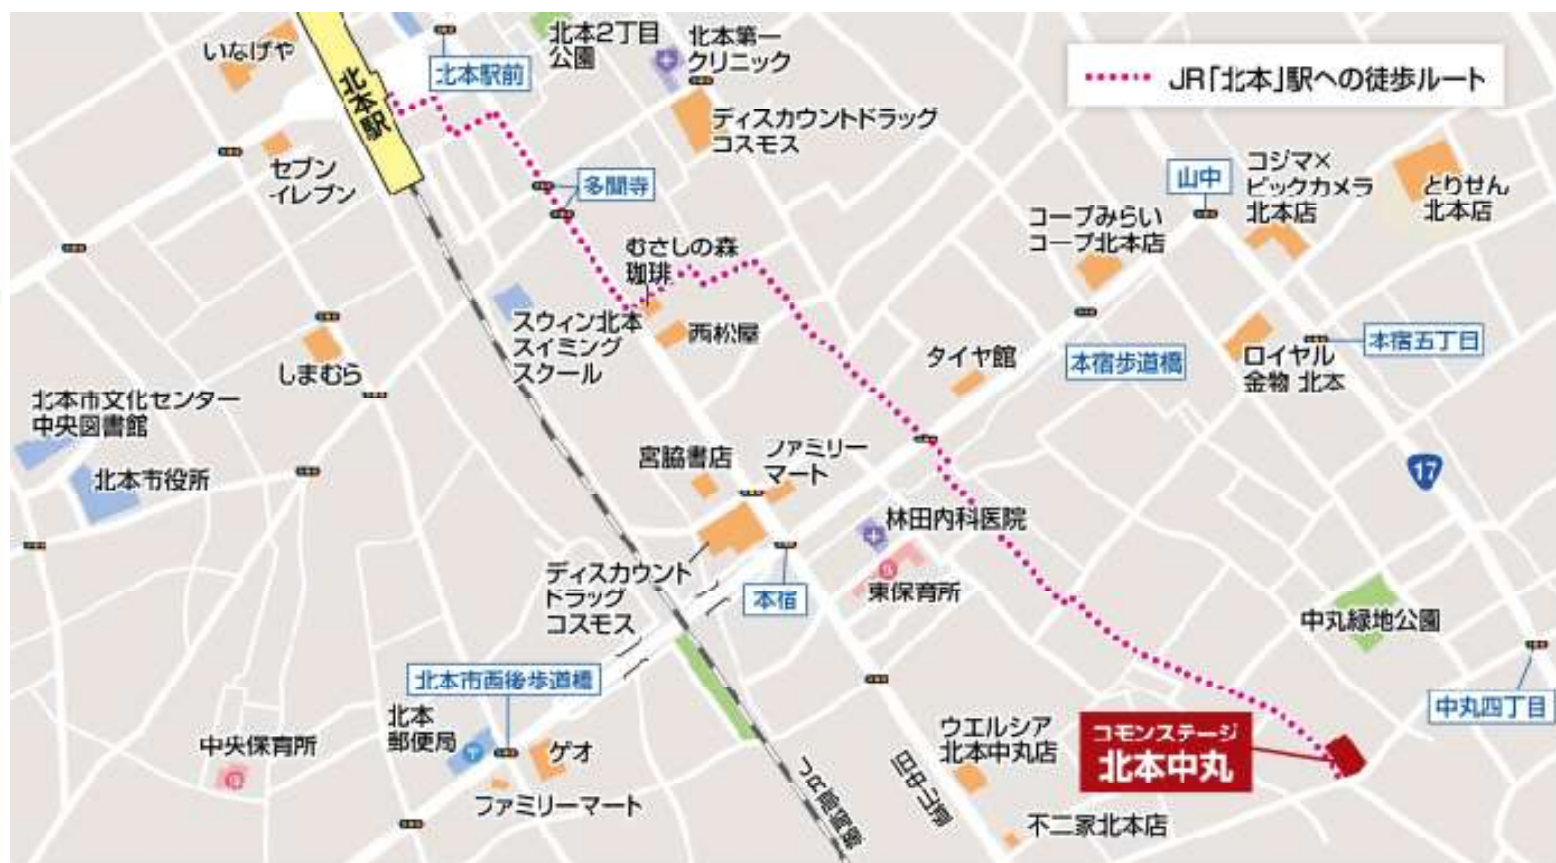 いなげや
北本駅
北本駅前
北本2丁目
公園
北本第一
クリニック
JR「北本」駅への徒歩ルート
ディスカウントドラッグ
コスモス
セブン
-イレブン
多聞寺
山中
コジマ×
ビックカメラ
北本店
とりせん
北本店
コープみらい
コープ北本店
むさしの森
珈琲
スウィン北本
スイミング
スクール
西松屋
しまむら
タイヤ館
本宿歩道橋
ロイヤル
金物 北本
本宿五丁目
北本市文化センター
中央図書館
北本市役所
宮脇書店
ファミリー
マート
17
林田内科医院
ディスカウント
ドラッグ
コスモス
本宿
東保育所
中丸緑地公園
北本市西後歩道橋
中丸四丁目
北本
郵便局
中央保育所
ゲオ
ファミリーマート
JR高崎線
旧中山道
ウエルシア
北本中丸店
コモンステージ
北本中丸
不二家北本店